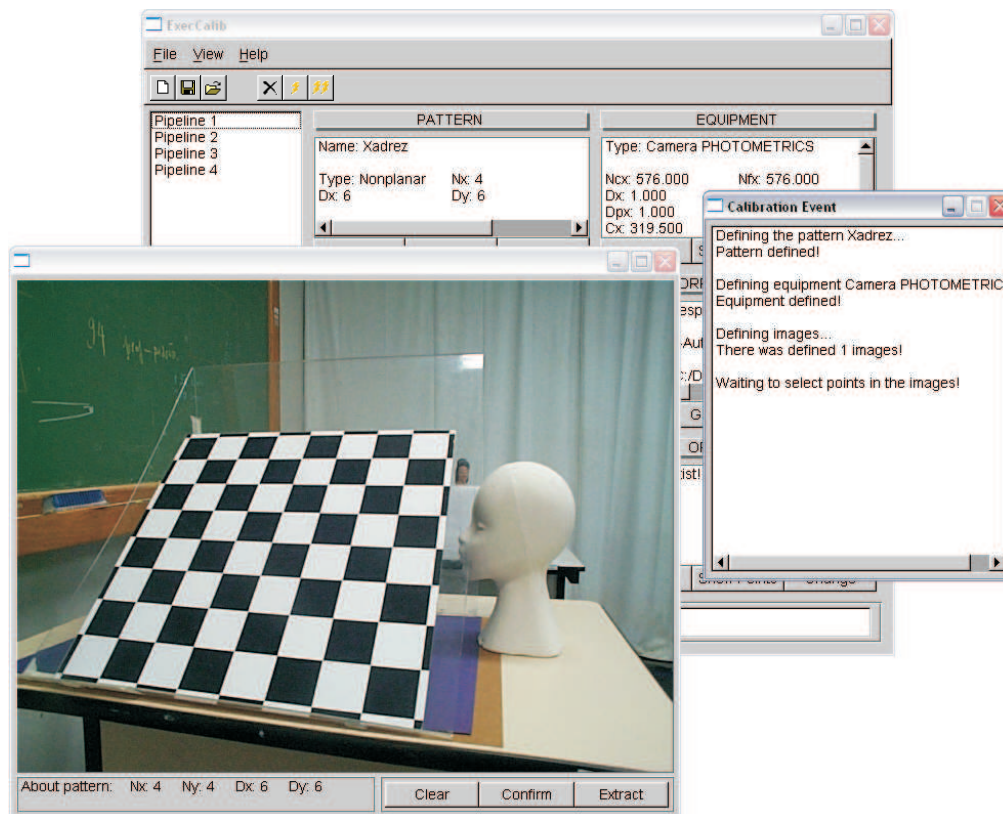 ExecCalib
File View Help
Pipeline 1
Pipeline 2
Pipeline 3
Pipeline 4
PATTERN
Name: Xadrez
Type: Nonplanar Nx: 4
Dx: 6 Dy: 6
EQUIPMENT
Type: Camera PHOTOMETRICS
Ncx: 576.000 Nfx: 576.000
Dx: 1.000
Dpx: 1.000
Cx: 319.500
Calibration Event
Defining the pattern Xadrez...
Pattern defined!
Defining equipment Camera PHOTOMETRIC
Equipment defined!
Defining images...
There was defined 1 images!
Waiting to select points in the images!
94
About pattern: Nx: 4 Ny: 4 Dx: 6 Dy: 6
Clear Confirm Extract